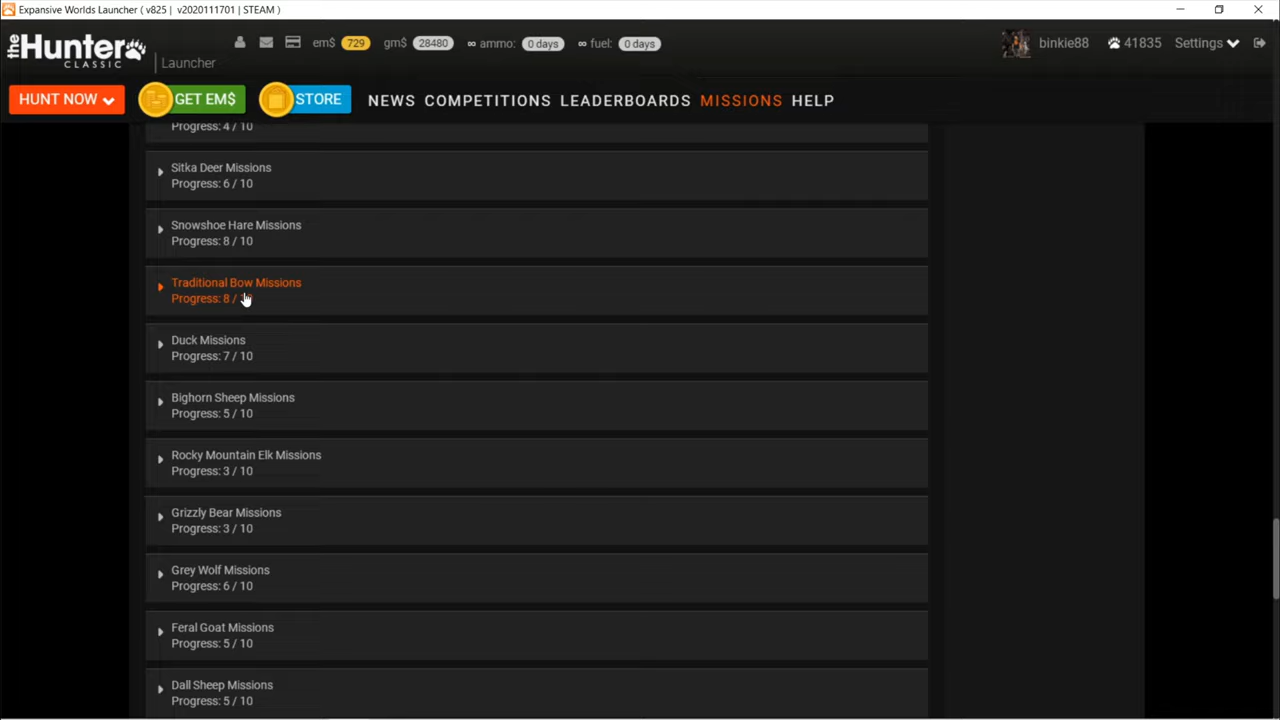 Expansive Worlds Launcher ( v825 | v2020111701 | STEAM )
theHunter CLASSIC | Launcher em$ 729 gm$ 28480 ∞ ammo: 0 days ∞ fuel: 0 days binkie88 41835 Settings
HUNT NOW GET EM$ STORE NEWS COMPETITIONS LEADERBOARDS MISSIONS HELP
Progress: 4 / 10
Sitka Deer Missions
Progress: 6 / 10
Snowshoe Hare Missions
Progress: 8 / 10
Traditional Bow Missions
Progress: 8 /
Duck Missions
Progress: 7 / 10
Bighorn Sheep Missions
Progress: 5 / 10
Rocky Mountain Elk Missions
Progress: 3 / 10
Grizzly Bear Missions
Progress: 3 / 10
Grey Wolf Missions
Progress: 6 / 10
Feral Goat Missions
Progress: 5 / 10
Dall Sheep Missions
Progress: 5 / 10